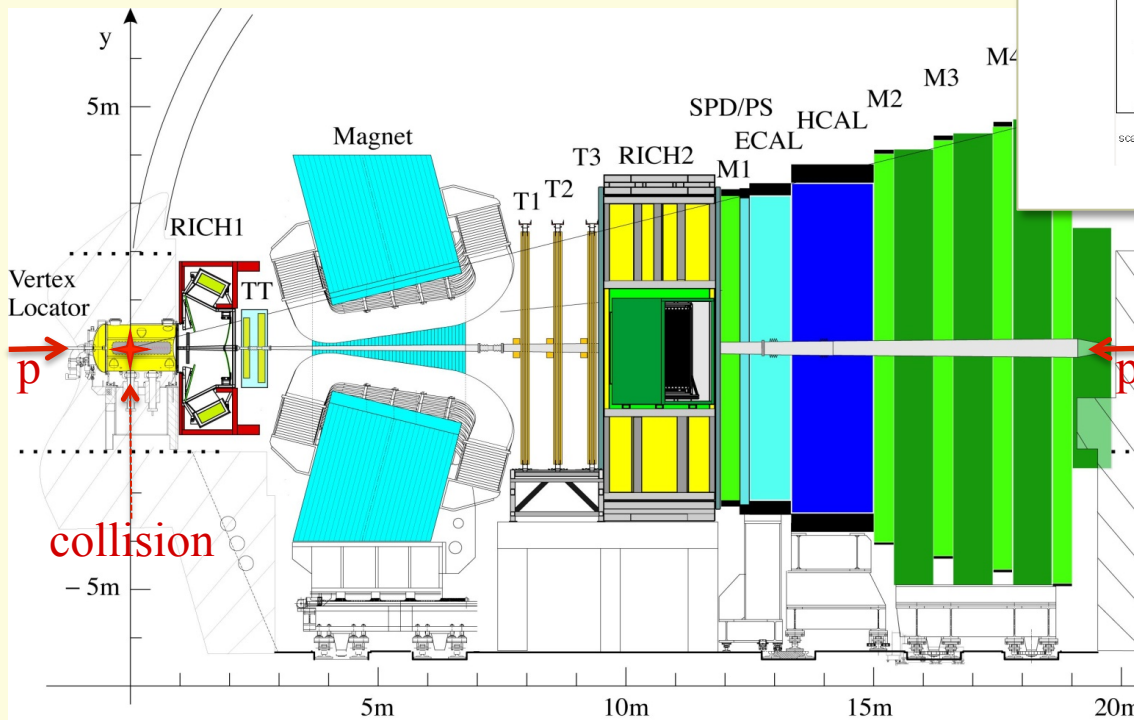 y
5m
Magnet
SPD/PS
ECAL
HCAL
M1
M2
M3
M4
RICH1
TT
T1
T2
T3
RICH2
Vertex
Locator
p
p
collision
– 5m
5m
10m
15m
20m